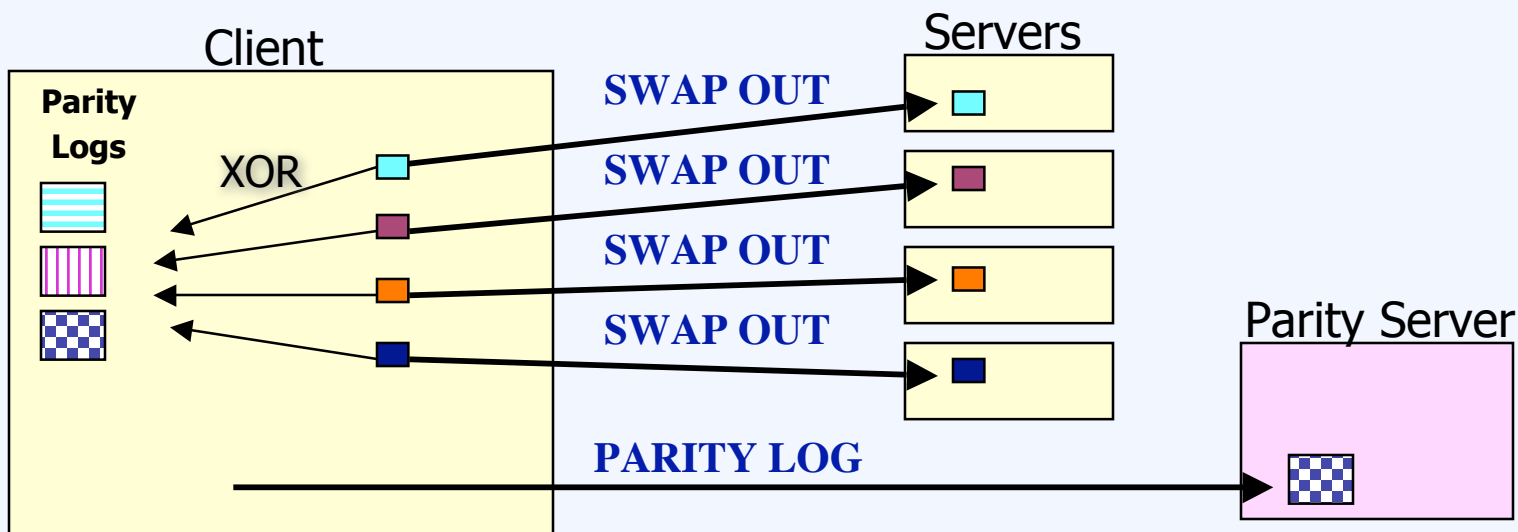 Client
Servers
Parity
Logs
XOR
SWAP OUT
SWAP OUT
SWAP OUT
SWAP OUT
Parity Server
PARITY LOG